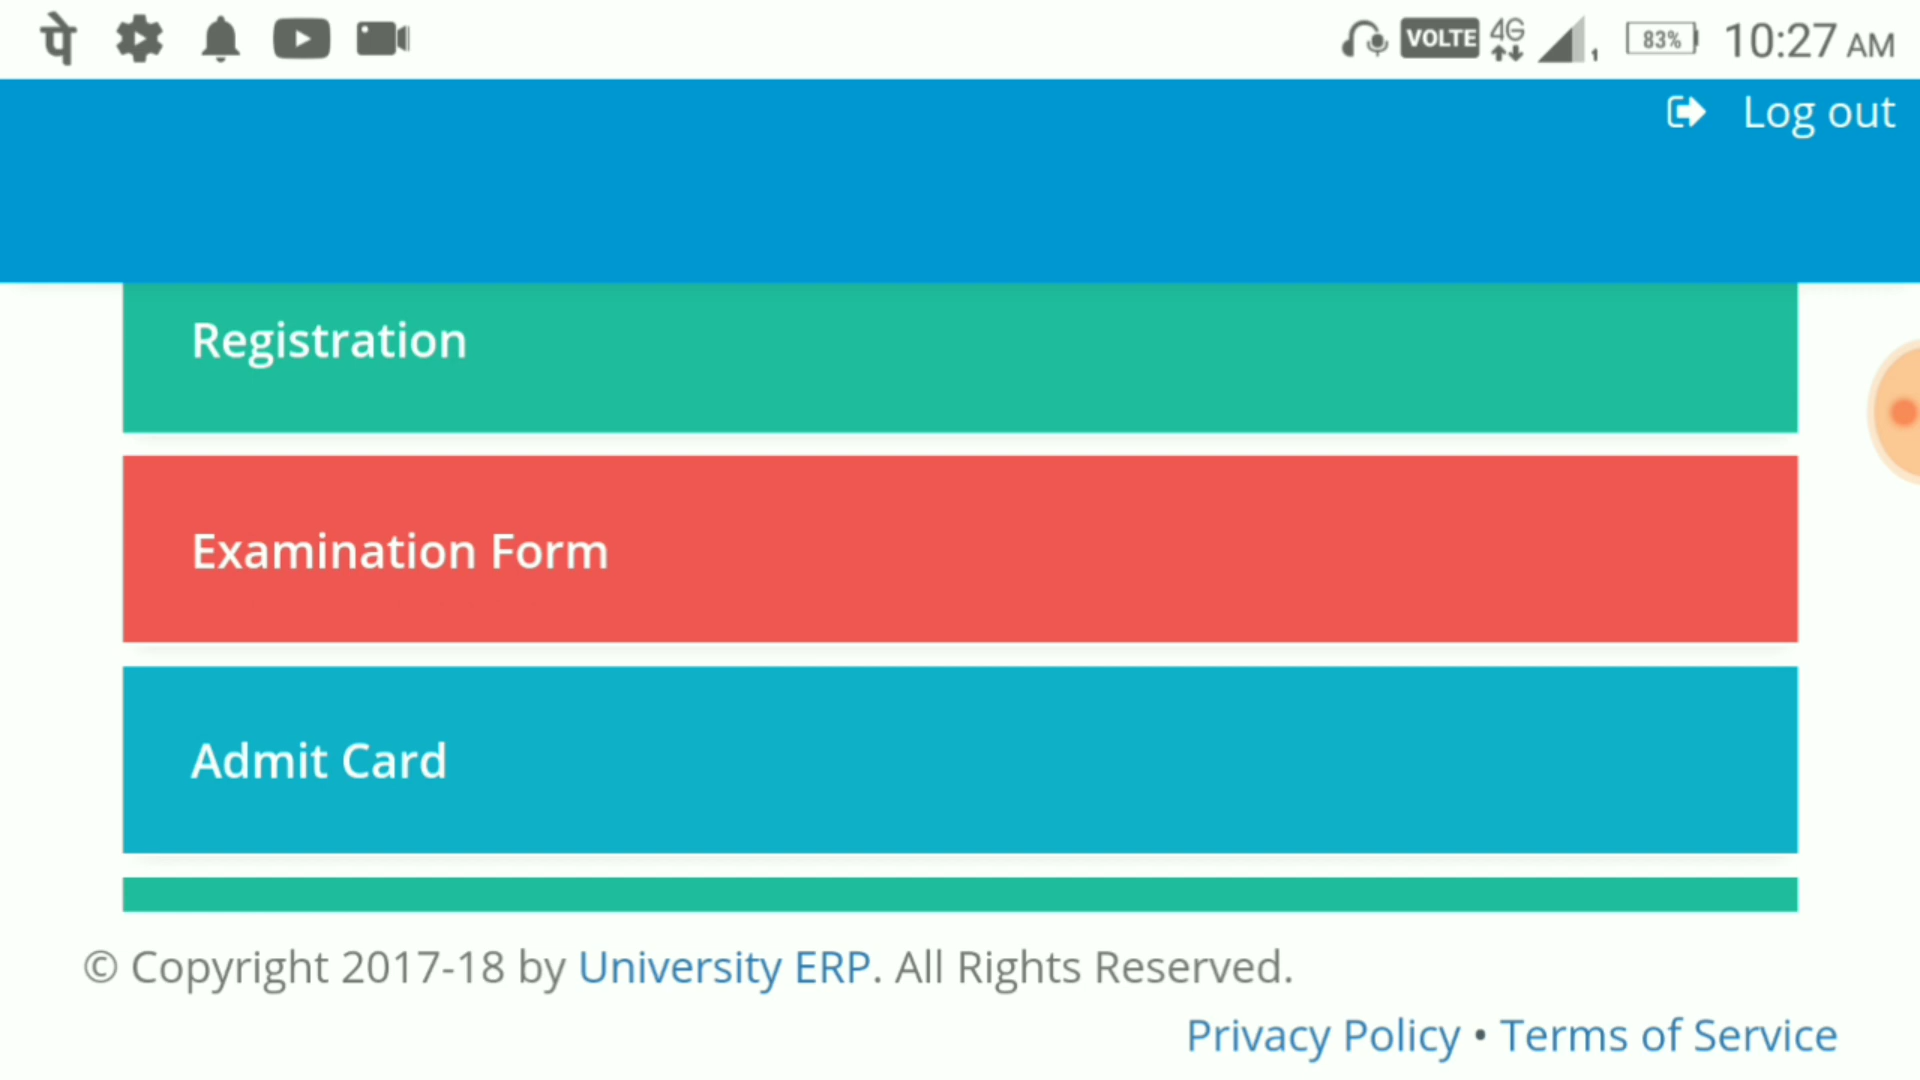 पे VOLTE 4G 1 83% 10:27 AM
Log out
Registration
Examination Form
Admit Card
© Copyright 2017-18 by University ERP. All Rights Reserved.
Privacy Policy • Terms of Service